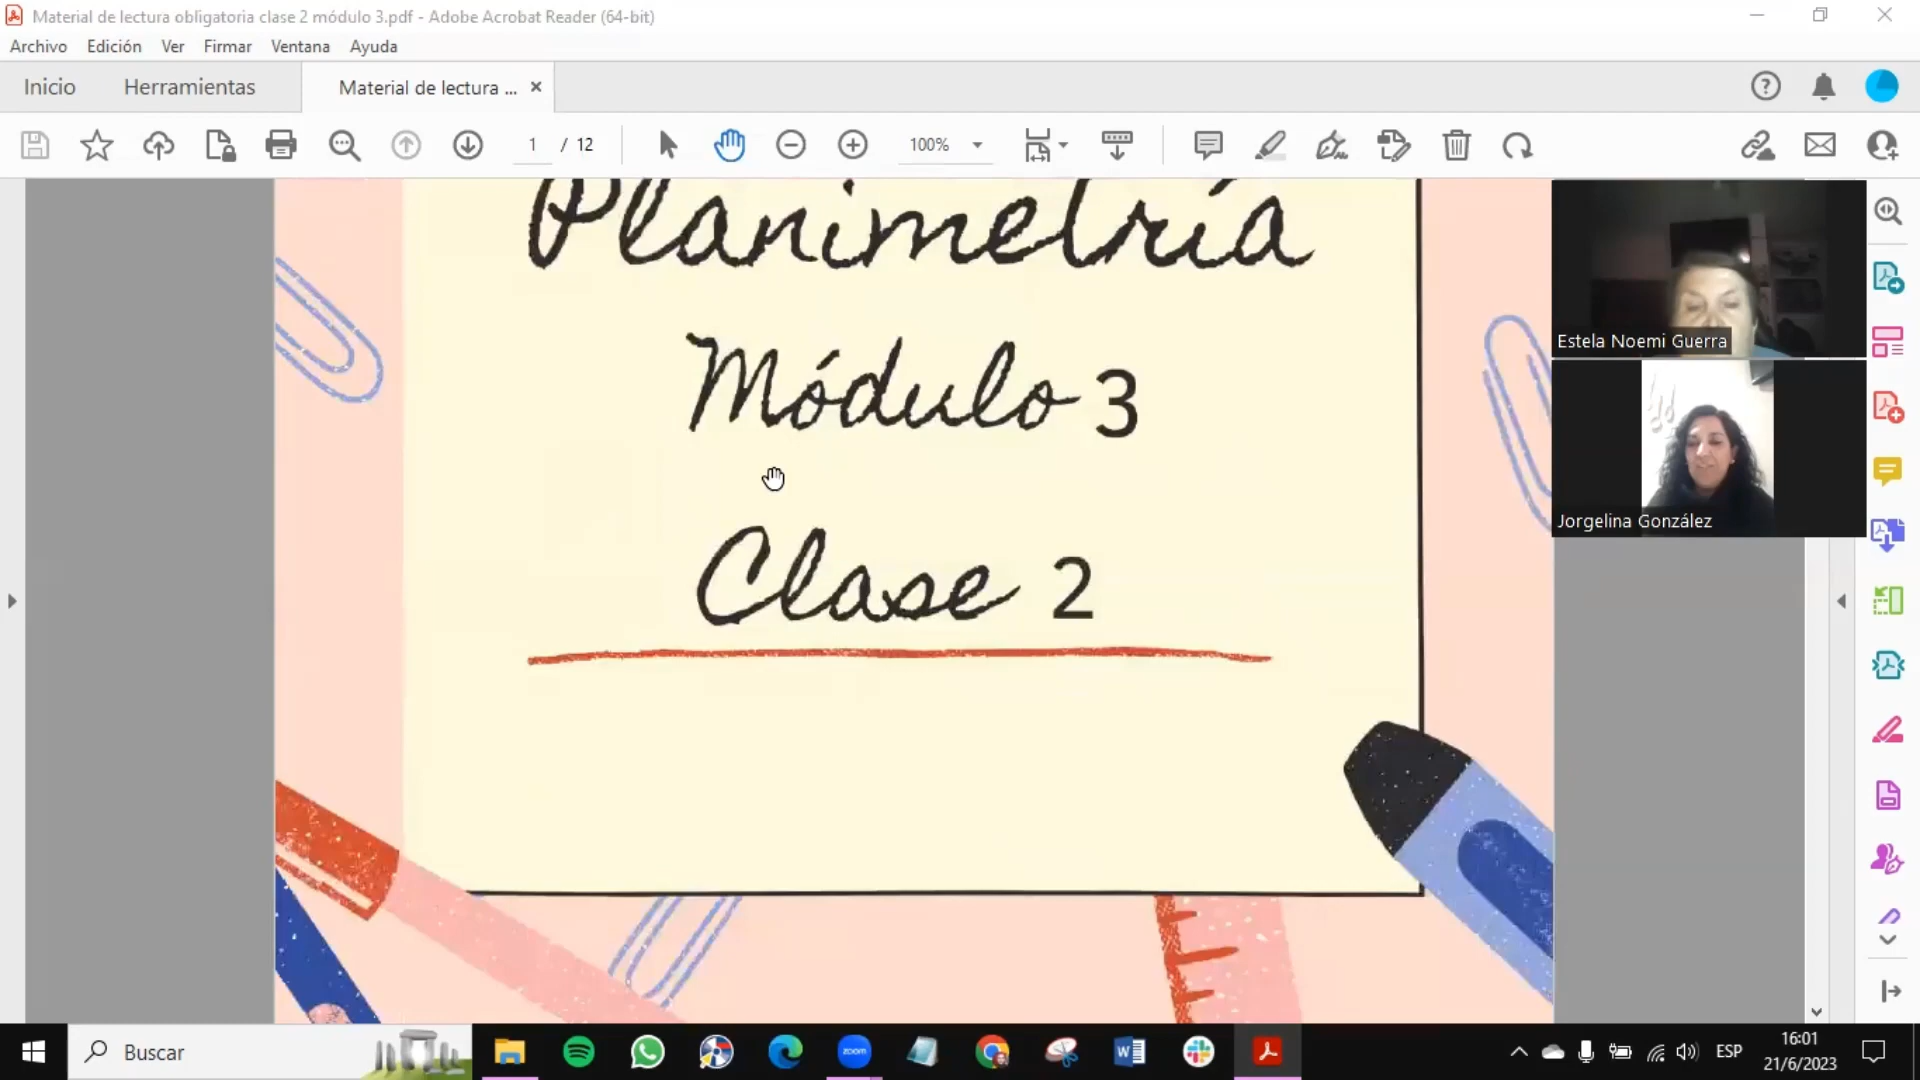 Material de lectura obligatoria clase 2 módulo 3.pdf - Adobe Acrobat Reader (64-bit)
Archivo Edición Ver Firmar Ventana Ayuda
Inicio Herramientas Material de lectura ...
1 / 12 100%
Planimetría
Módulo 3
Clase 2
Estela Noemi Guerra
Jorgelina González
Buscar
zoom
ESP
16:01
21/6/2023